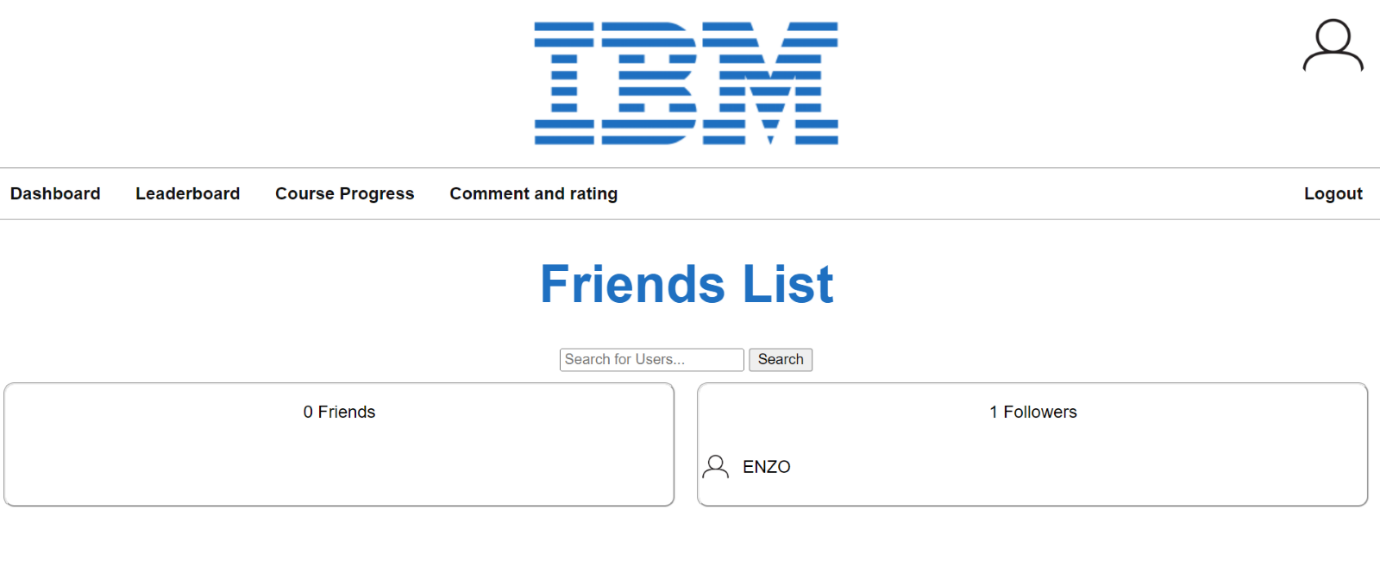 IBM
Dashboard Leaderboard Course Progress Comment and rating Logout
Friends List
Search for Users... Search
0 Friends
1 Followers
ENZO